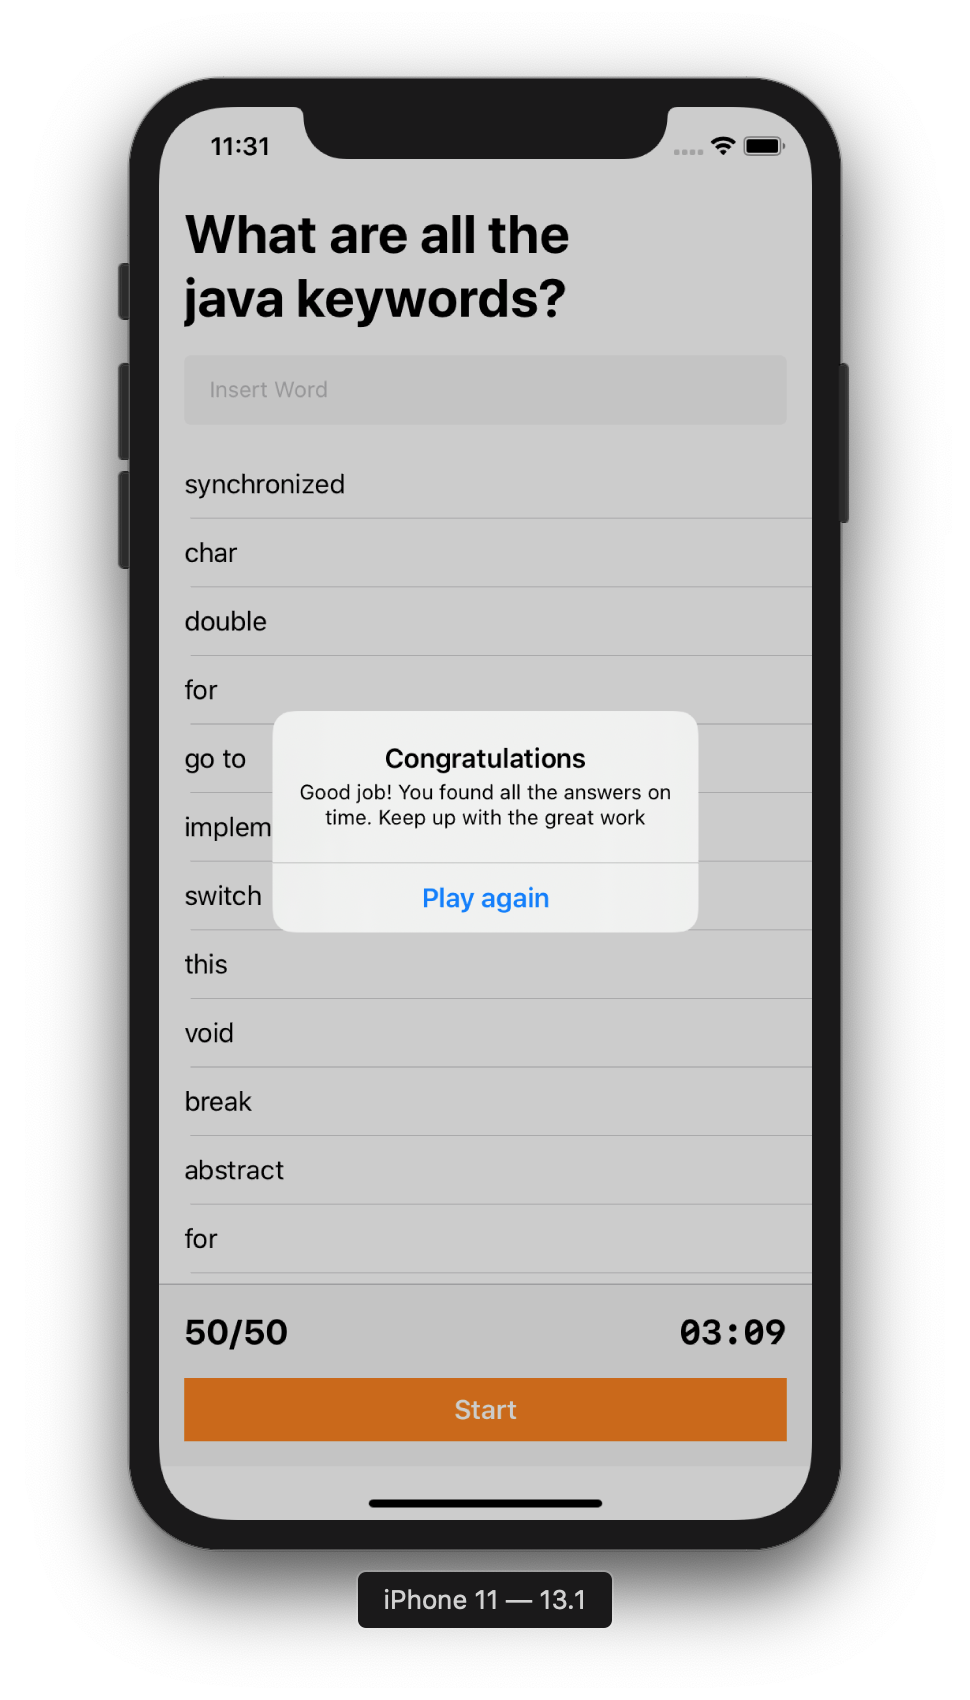 11:31
What are all the
java keywords?
Insert Word
synchronized
char
double
for
go to
implem
switch
this
void
break
abstract
for
Congratulations
Good job! You found all the answers on
time. Keep up with the great work
Play again
50/50
03:09
Start
iPhone 11 — 13.1